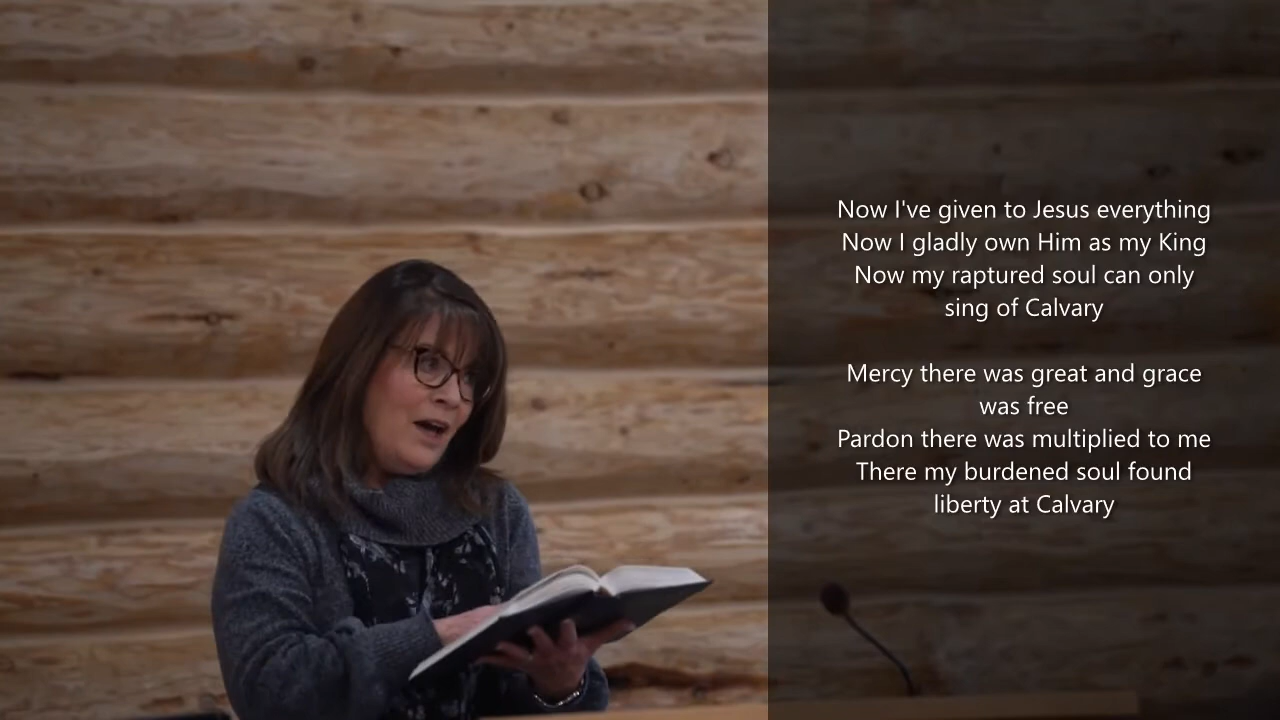 Now I've given to Jesus everything
Now I gladly own Him as my King
Now my raptured soul can only
sing of Calvary
Mercy there was great and grace
was free
Pardon there was multiplied to me
There my burdened soul found
liberty at Calvary